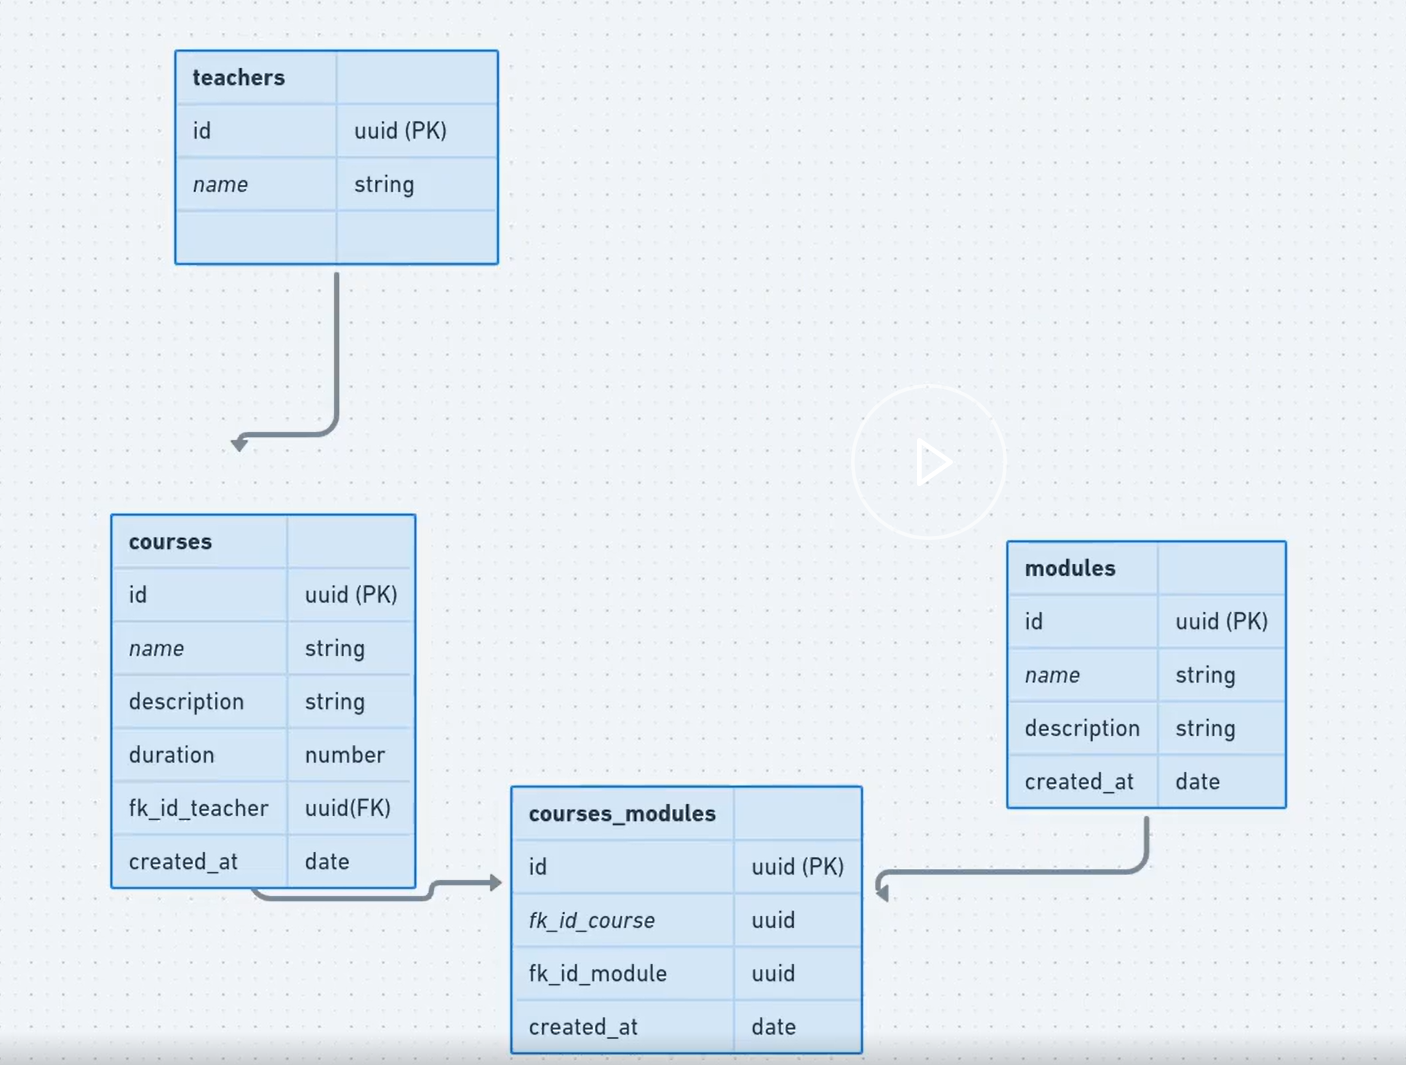 teachers
id uuid (PK)
name string
courses
id uuid (PK)
name string
description string
duration number
fk_id_teacher uuid(FK)
created_at date
modules
id uuid (PK)
name string
description string
created_at date
courses_modules
id uuid (PK)
fk_id_course uuid
fk_id_module uuid
created_at date